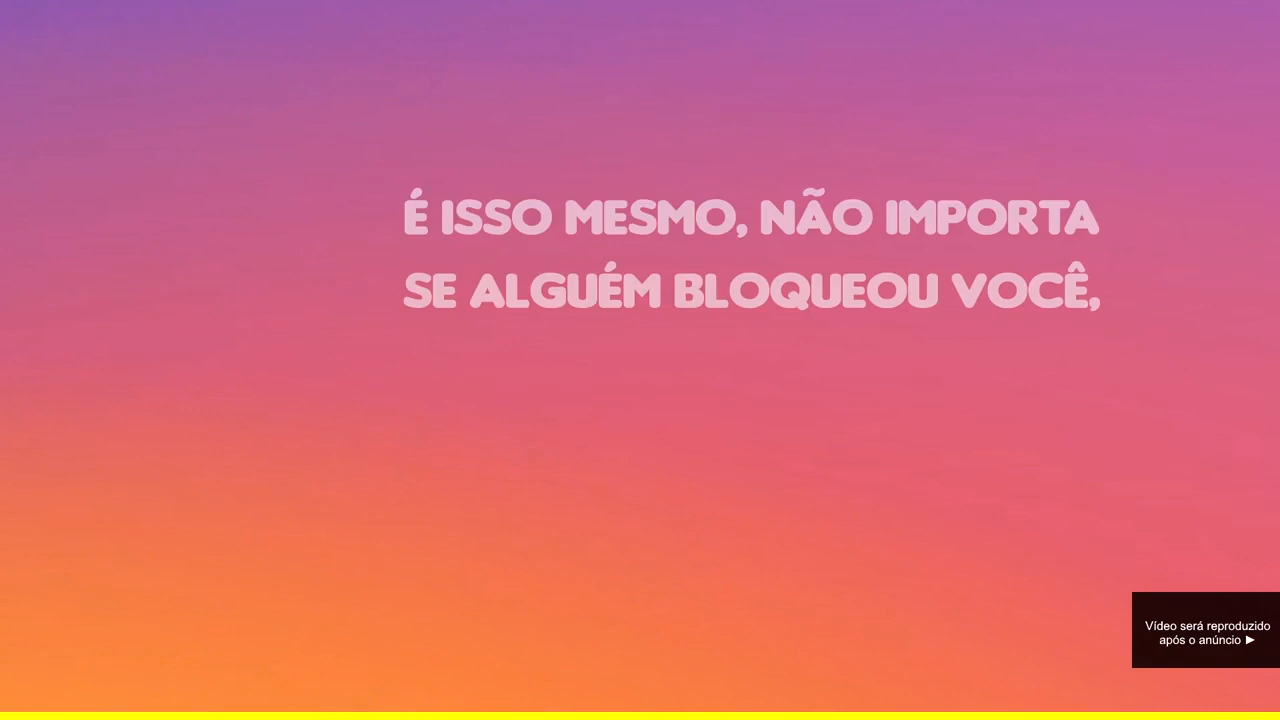 É ISSO MESMO, NÃO IMPORTA
SE ALGUÉM BLOQUEOU VOCÊ,
Vídeo será reproduzido
após o anúncio ►